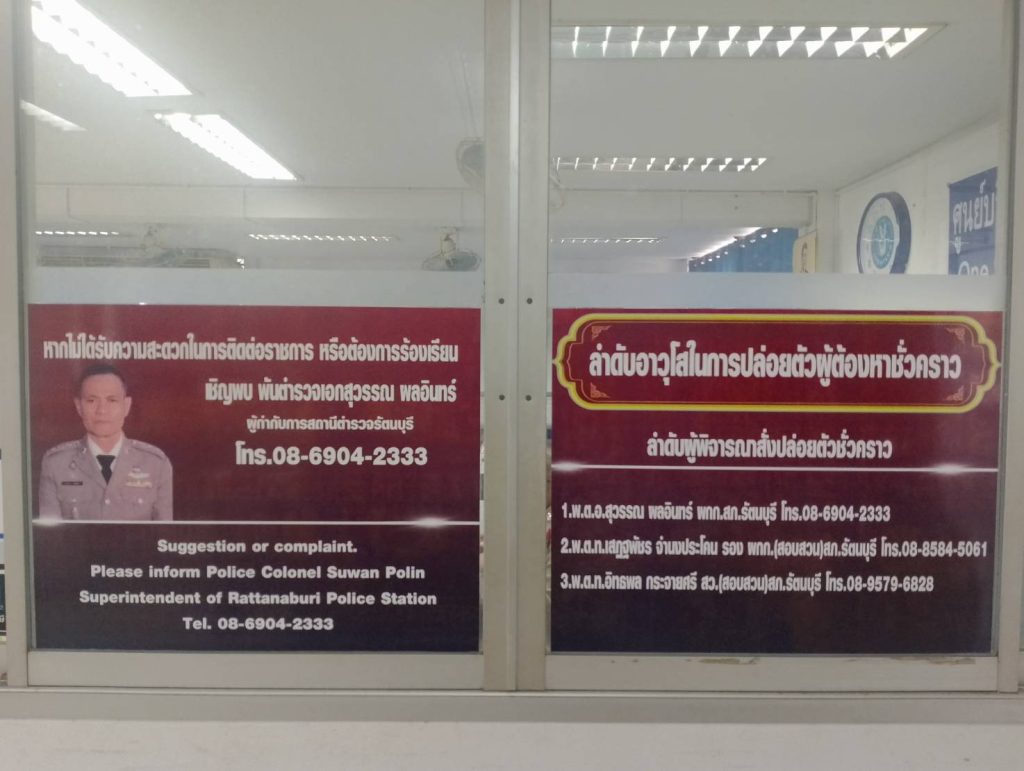 หากไม่ได้รับความสะดวกในการติดต่อราชการ หรือต้องการร้องเรียน
เชิญพบ พันตำรวจเอกสุวรรณ ผลอินทร์
ผู้กำกับการสถานีตำรวจรัตนบุรี
โทร.08-6904-2333
Suggestion or complaint.
Please inform Police Colonel Suwan Polin
Superintendent of Rattanaburi Police Station
Tel. 08-6904-2333
ลำดับอาวุโสในการปล่อยตัวผู้ต้องหาชั่วคราว
ลำดับผู้พิจารณาสั่งปล่อยตัวชั่วคราว
1.พ.ต.อ.สุวรรณ ผลอินทร์ ผกก.สภ.รัตนบุรี โทร.08-6904-2333
2.พ.ต.ท.เสฏฐพัชร จำนงประโคน รอง ผกก.(สอบสวน)สภ.รัตนบุรี โทร.08-8584-5061
3.พ.ต.ท.อิทธพล กระจายศรี สว.(สอบสวน)สภ.รัตนบุรี โทร.08-9579-6828
ศูนย์บ
One